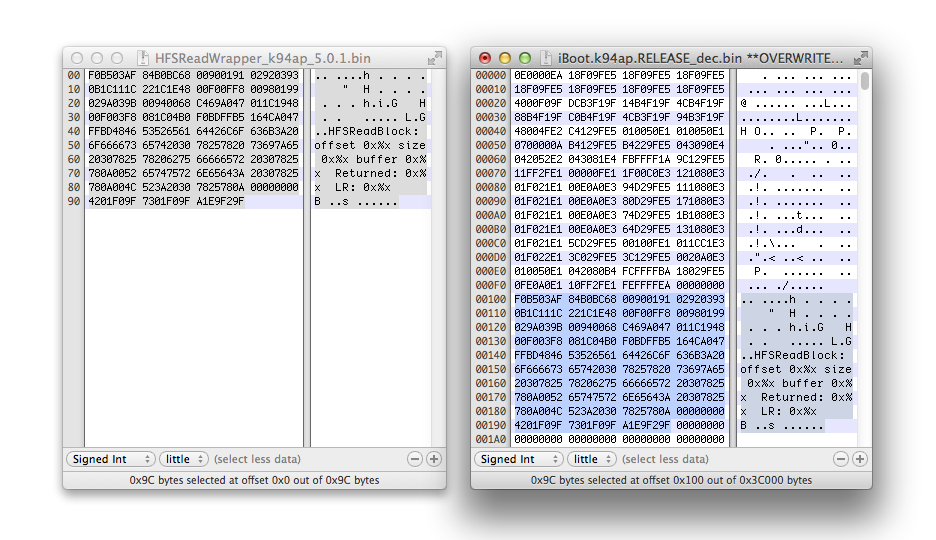 HFSReadWrapper_k94ap_5.0.1.bin
00 F0B503AF 84B0BC68 00900191 02920393 .. ....h . . . .
10 0B1C111C 221C1E48 00F00FF8 00980199 " H . . . .
20 029A039B 00940068 C469A047 011C1948 . . . h.i.G H
30 00F003F8 081C04B0 F0BDFFB5 164CA047 . . ..... L.G
40 FFBD4846 53526561 64426C6F 636B3A20 ..HFSReadBlock:
50 6F666673 65742030 78257820 73697A65 offset 0x%x size
60 20307825 78206275 66666572 20307825 0x%x buffer 0x%
70 780A0052 65747572 6E65643A 20307825 x Returned: 0x%
80 780A004C 523A2030 7825780A 00000000 x LR: 0x%x
90 4201F09F 7301F09F A1E9F29F B ..s ......
Signed Int little (select less data)
0x9C bytes selected at offset 0x0 out of 0x9C bytes
iBoot.k94ap.RELEASE_dec.bin **OVERWRITE...
00000 0E0000EA 18F09FE5 18F09FE5 18F09FE5 . ... ... ...
00010 18F09FE5 18F09FE5 18F09FE5 18F09FE5 ... ... ... ...
00020 4000F09F DCB3F19F 14B4F19F 4CB4F19F @ ...... ...L...
00030 88B4F19F C0B4F19F 4CB3F19F 94B3F19F ........L.......
00040 48004FE2 C4129FE5 010050E1 010050E1 H O.. .. P. P.
00050 0700000A B4129FE5 B4229FE5 043090E4 . ...".. 0..
00060 042052E2 043081E4 FBFFFF1A 9C129FE5 R. 0...... ..
00070 11FF2FE1 00000FE1 1F00C0E3 121080E3 ./. . .. ..
00080 01F021E1 00E0A0E3 94D29FE5 111080E3 .!. ....... ..
00090 01F021E1 00E0A0E3 80D29FE5 171080E3 .!. ....... ..
000A0 01F021E1 00E0A0E3 74D29FE5 1B1080E3 .!. ...t... ..
000B0 01F021E1 00E0A0E3 64D29FE5 131080E3 .!. ...d... ..
000C0 01F021E1 5CD29FE5 00100FE1 011CC1E3 .!.\... . ..
000D0 01F022E1 3C029FE5 3C129FE5 0020A0E3 .".< ..< .. ..
000E0 010050E1 042080B4 FCFFFFBA 18029FE5 P. ...... ..
000F0 0FE0A0E1 10FF2FE1 FEFFFFEA 00000000 ... ./.....
00100 F0B503AF 84B0BC68 00900191 02920393 .. ....h . . . .
00110 0B1C111C 221C1E48 00F00FF8 00980199 " H . . . .
00120 029A039B 00940068 C469A047 011C1948 . . . h.i.G H
00130 00F003F8 081C04B0 F0BDFFB5 164CA047 . . ..... L.G
00140 FFBD4846 53526561 64426C6F 636B3A20 ..HFSReadBlock:
00150 6F666673 65742030 78257820 73697A65 offset 0x%x size
00160 20307825 78206275 66666572 20307825 0x%x buffer 0x%
00170 780A0052 65747572 6E65643A 20307825 x Returned: 0x%
00180 780A004C 523A2030 7825780A 00000000 x LR: 0x%x
00190 4201F09F 7301F09F A1E9F29F 00000000 B ..s ......
001A0 00000000 00000000 00000000 00000000
Signed Int little (select less data)
0x9C bytes selected at offset 0x100 out of 0x3C000 bytes